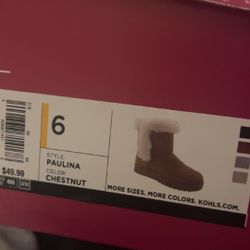 6
STYLE:
PAULINA
COLOR:
CHESTNUT
$49.99
MORE SIZES. MORE COLORS. KOHLS.COM.